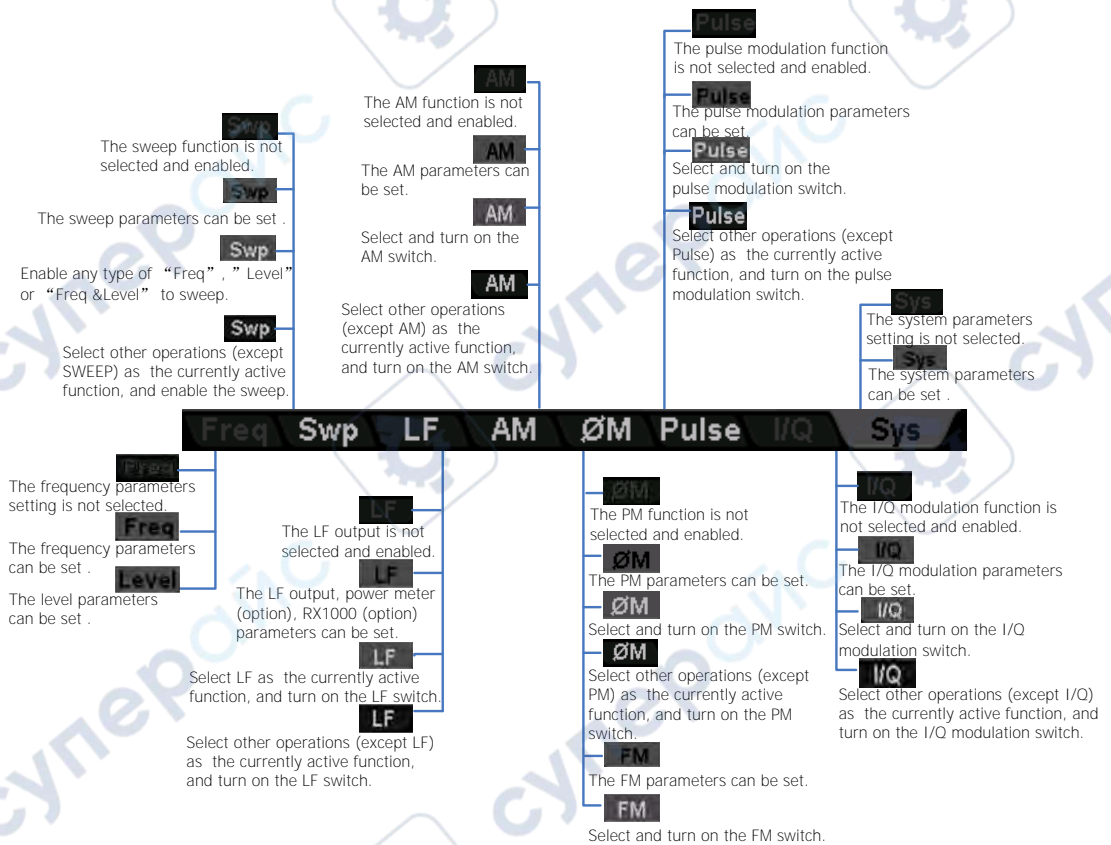 Pulse
The pulse modulation function
is not selected and enabled.
Pulse
The pulse modulation parameters
can be set.
Pulse
Select and turn on the
pulse modulation switch.
Pulse
Select other operations (except
Pulse) as the currently active
function, and turn on the pulse
modulation switch.
AM
The AM function is not
selected and enabled.
AM
The AM parameters can
be set.
AM
Select and turn on the
AM switch.
AM
Select other operations
(except AM) as the
currently active function,
and turn on the AM switch.
Swp
The sweep function is not
selected and enabled.
Swp
The sweep parameters can be set .
Swp
Enable any type of “Freq”, ” Level”
or “Freq &Level” to sweep.
Swp
Select other operations (except
SWEEP) as the currently active
function, and enable the sweep.
Sys
The system parameters
setting is not selected.
Sys
The system parameters
can be set .
Freq Swp LF AM ØM Pulse I/Q Sys
Freq
The frequency parameters
setting is not selected.
Freq
The frequency parameters
can be set .
Level
The level parameters
can be set .
LF
The LF output is not
selected and enabled.
LF
The LF output, power meter
(option), RX1000 (option)
parameters can be set.
LF
Select LF as the currently active
function, and turn on the LF switch.
LF
Select other operations (except LF)
as the currently active function,
and turn on the LF switch.
ØM
The PM function is not
selected and enabled.
ØM
The PM parameters can be set.
ØM
Select and turn on the PM switch.
ØM
Select other operations (except
PM) as the currently active
function, and turn on the PM
switch.
FM
The FM parameters can be set.
FM
Select and turn on the FM switch.
I/Q
The I/Q modulation function is
not selected and enabled.
I/Q
The I/Q modulation parameters
can be set.
I/Q
Select and turn on the I/Q
modulation switch.
I/Q
Select other operations (except I/Q)
as the currently active function, and
turn on the I/Q modulation switch.
суперайс
суперайс
суперайс
суперайс